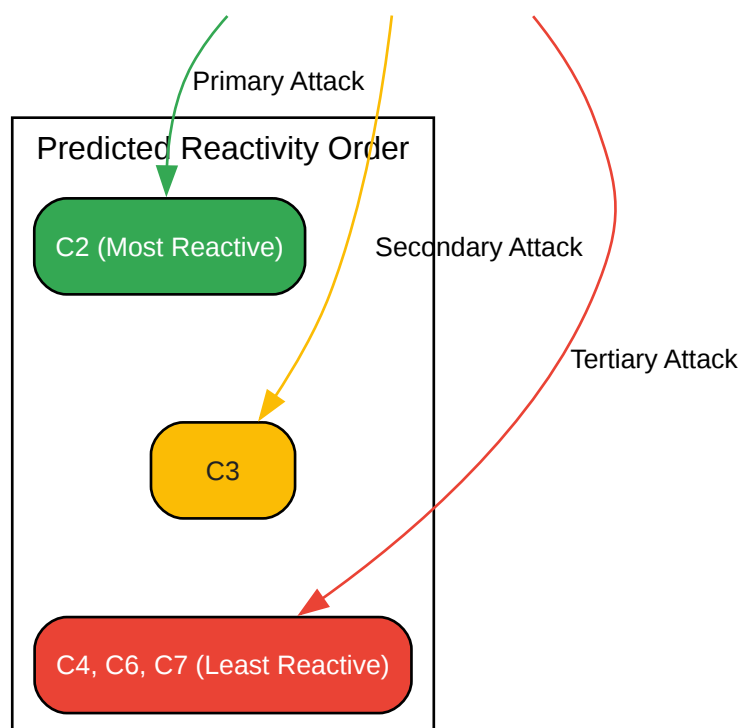 Primary Attack
Predicted Reactivity Order
C2 (Most Reactive)
Secondary Attack
Tertiary Attack
C3
C4, C6, C7 (Least Reactive)